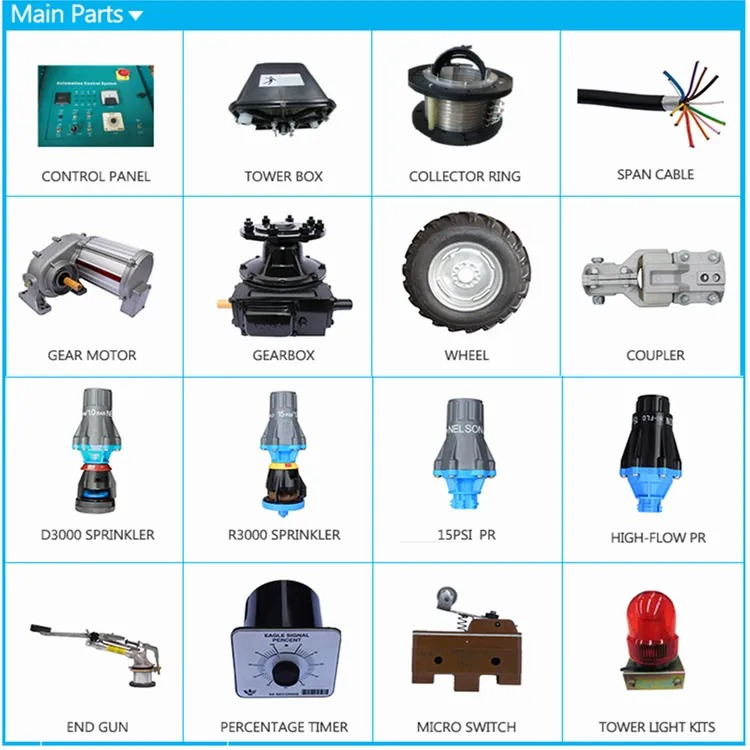 Main Parts
Automation Control System
CONTROL PANEL
TOWER BOX
COLLECTOR RING
SPAN CABLE
GEAR MOTOR
GEARBOX
WHEEL
COUPLER
D3000 SPRINKLER
R3000 SPRINKLER
NELSON
15PSI PR
HIGH-FLOW PR
END GUN
EAGLE SIGNAL
PERCENT
PERCENTAGE TIMER
MICRO SWITCH
TOWER LIGHT KITS